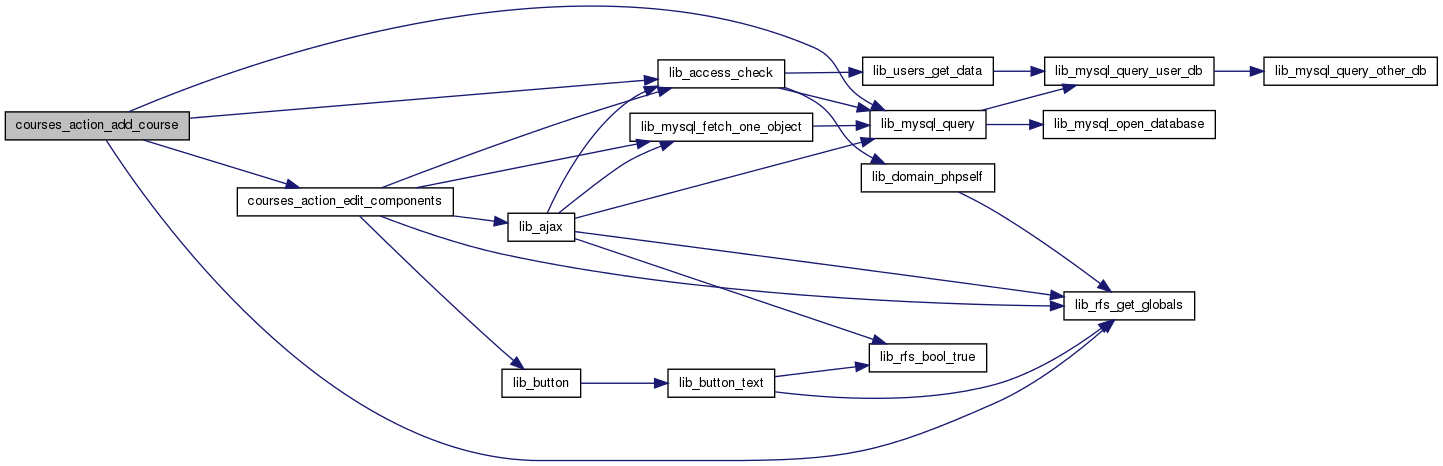 courses_action_add_course
courses_action_edit_components
lib_access_check
lib_mysql_fetch_one_object
lib_ajax
lib_button
lib_button_text
lib_users_get_data
lib_mysql_query
lib_domain_phpself
lib_rfs_bool_true
lib_mysql_query_user_db
lib_mysql_open_database
lib_rfs_get_globals
lib_mysql_query_other_db